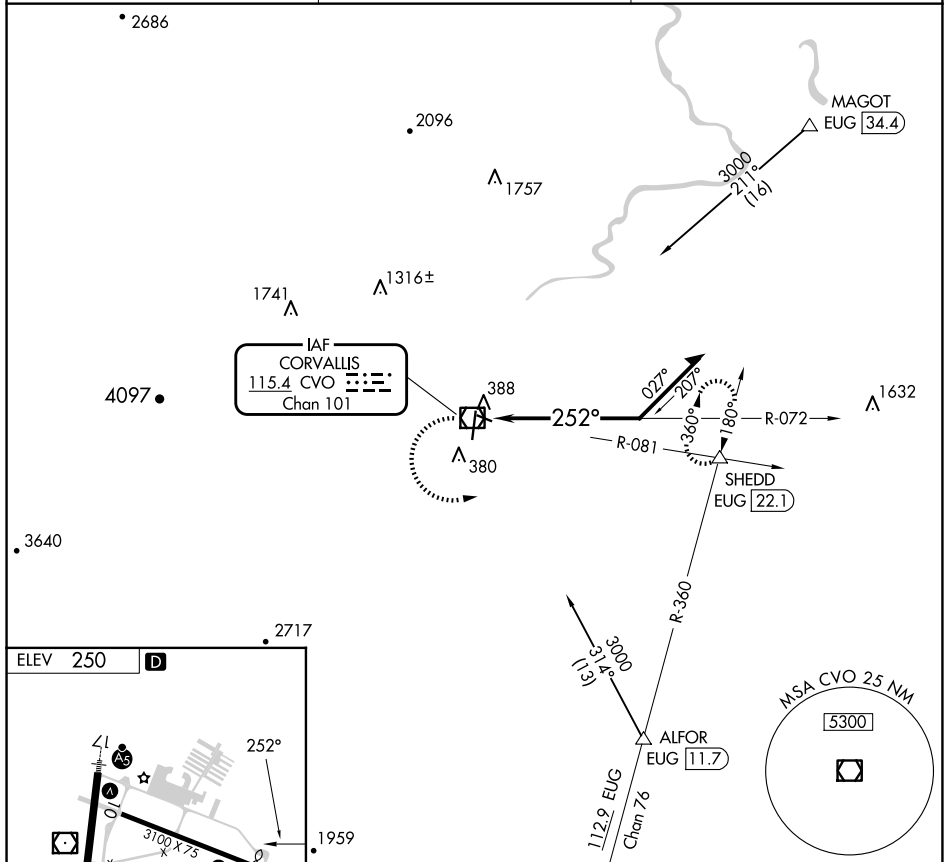 2686
MAGOT
EUG 34.4
2096
3000
211°
(16)
1757
1316±
1741
IAF
CORVALLIS
115.4 CVO
Chan 101
4097
388
027°
207°
1632
252°
360°
180°
R-072
R-081
380
SHEDD
EUG 22.1
3640
R-360
2717
3000
314°
(13)
ELEV 250 D
MSA CVO 25 NM
5300
ALFOR
EUG 11.7
17
A5
252°
V
10
3100 X 75
1959
112.9 EUG
Chan 76